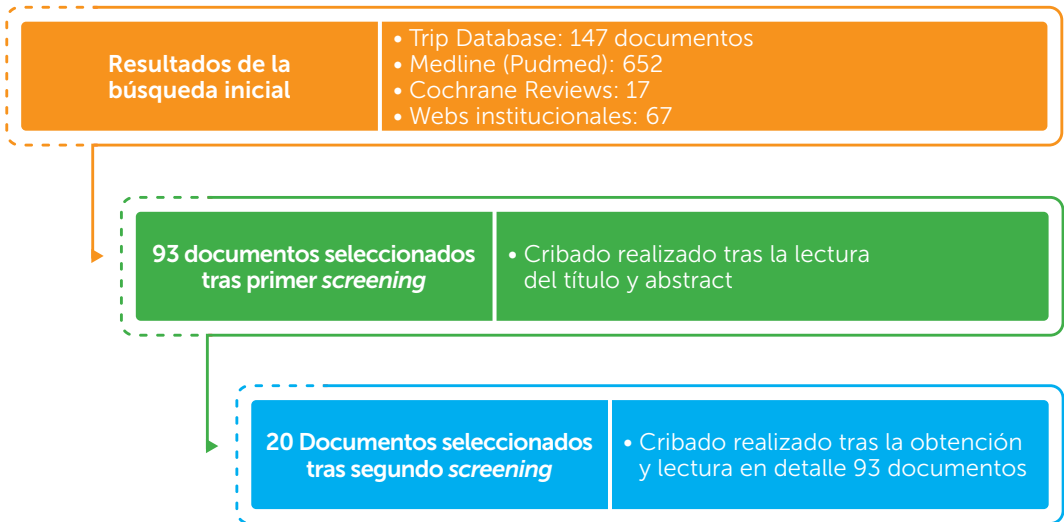 Resultados de la
búsqueda inicial
• Trip Database: 147 documentos
• Medline (Pudmed): 652
• Cochrane Reviews: 17
• Webs institucionales: 67
93 documentos seleccionados
tras primer screening
• Cribado realizado tras la lectura
del título y abstract
20 Documentos seleccionados
tras segundo screening
• Cribado realizado tras la obtención
y lectura en detalle 93 documentos